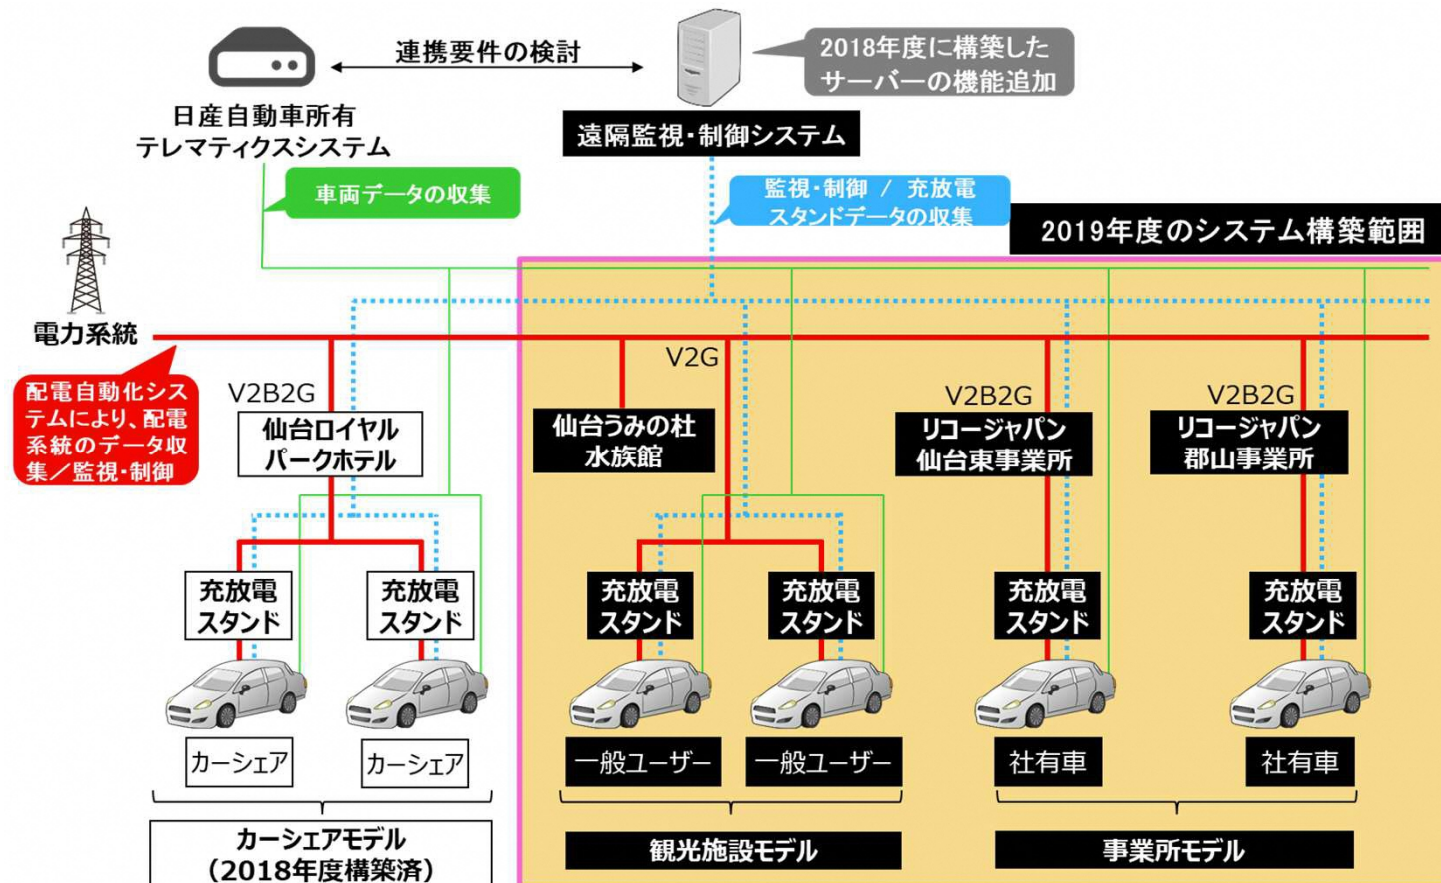 連携要件の検討
2018年度に構築した
サーバーの機能追加
日産自動車所有
テレマティクスシステム
遠隔監視・制御システム
車両データの収集
監視・制御 / 充放電
スタンドデータの収集
2019年度のシステム構築範囲
電力系統
配電自動化シス
テムにより、配電
系統のデータ収
集／監視・制御
V2B2G
仙台ロイヤル
パークホテル
仙台うみの杜
水族館
V2G
V2B2G
リコージャパン
仙台東事業所
V2B2G
リコージャパン
郡山事業所
充放電
スタンド
充放電
スタンド
充放電
スタンド
充放電
スタンド
充放電
スタンド
充放電
スタンド
カーシェア
カーシェア
一般ユーザー
一般ユーザー
社有車
社有車
カーシェアモデル
（2018年度構築済）
観光施設モデル
事業所モデル